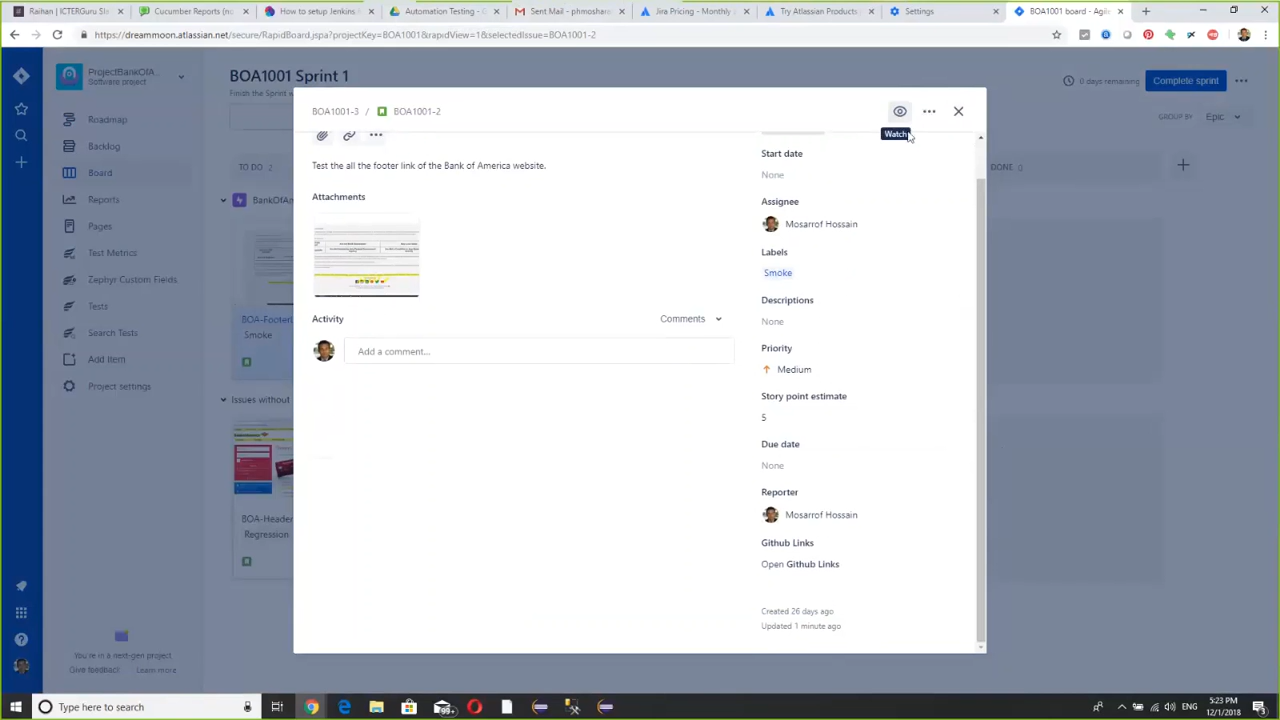 Raihan | ICTERGuru Sl
Cucumber Reports (no
How to setup Jenkins
Automation Testing - G
Sent Mail - phmoshare
Jira Pricing - Monthly a
Try Atlassian Products
Settings
BOA1001 board - Agile
https://dreammoon.atlassian.net/secure/RapidBoard.jspa?projectKey=BOA1001&rapidView=1&selectedIssue=BOA1001-2
ProjectBankOfA...
Software project
Roadmap
Backlog
Board
Reports
Pages
Test Metrics
Zephyr Custom Fields
Tests
Search Tests
Add item
Project settings
You're in a next-gen project
Give feedback
Learn more
BOA1001 Sprint 1
Finish the Sprint
0 days remaining
Complete sprint
GROUP BY
Epic
TO DO 2
DONE 0
BankOfAn
BOA-Footer
Smoke
Issues without
BOA-Header
Regression
BOA1001-3 / BOA1001-2
Watch
Test the all the footer link of the Bank of America website.
Attachments
Activity
Comments
Add a comment...
Start date
None
Assignee
Mosarrof Hossain
Labels
Smoke
Descriptions
None
Priority
Medium
Story point estimate
5
Due date
None
Reporter
Mosarrof Hossain
Github Links
Open Github Links
Created 26 days ago
Updated 1 minute ago
Type here to search
ENG
5:23 PM
12/1/2018